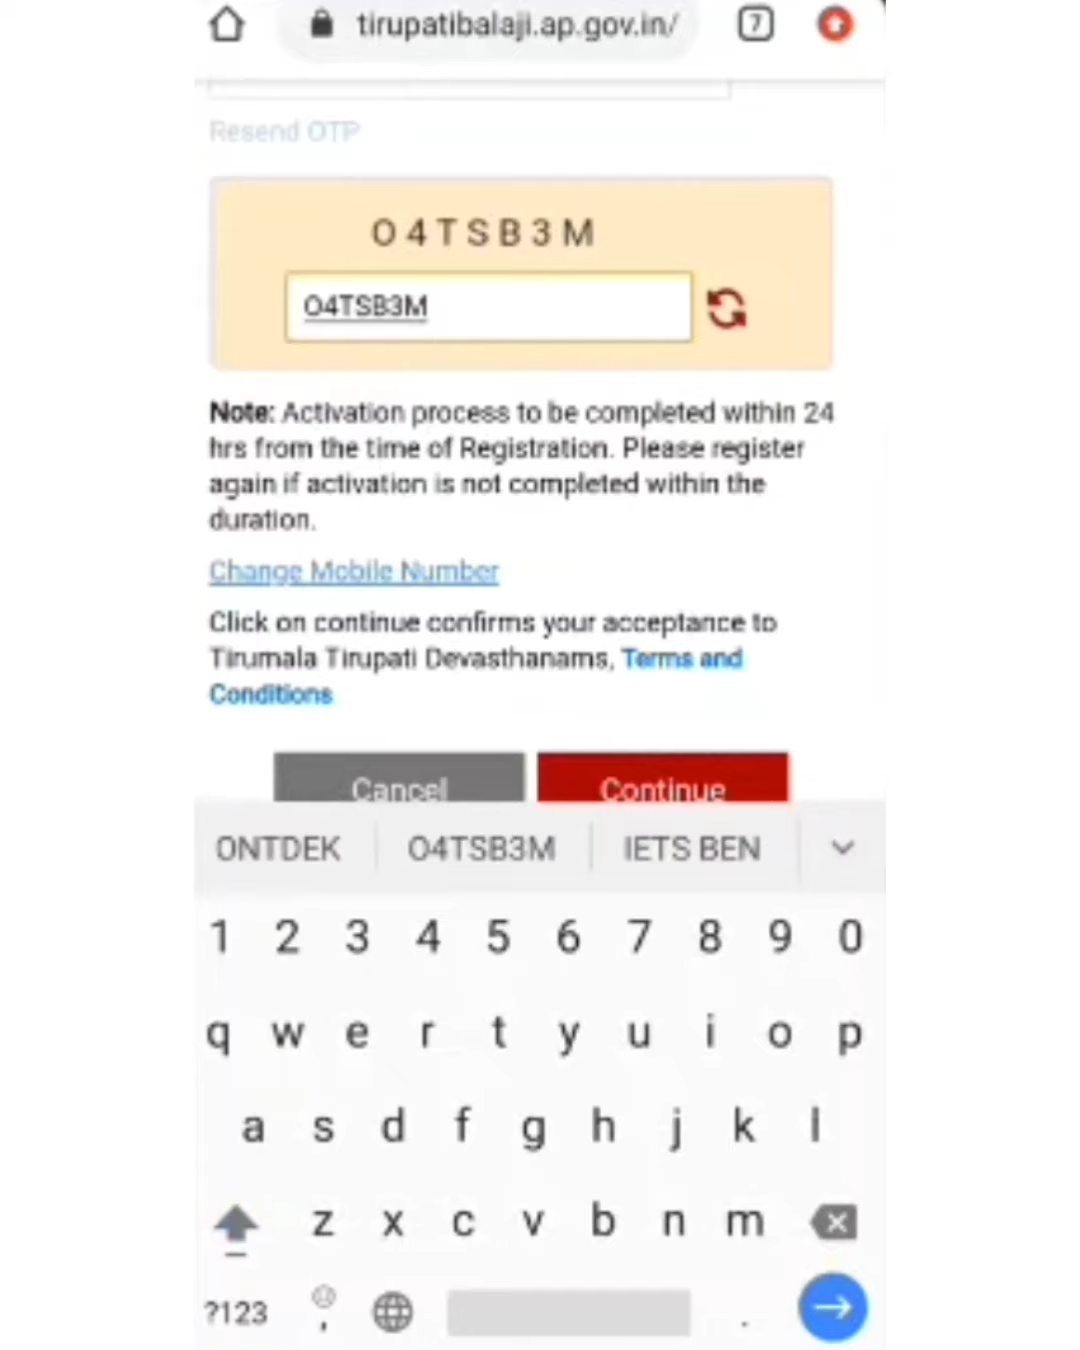 tirupatibalaji.ap.gov.in/ 7
Resend OTP
O4TSB3M
O4TSB3M
Note: Activation process to be completed within 24
hrs from the time of Registration. Please register
again if activation is not completed within the
duration.
Change Mobile Number
Click on continue confirms your acceptance to
Tirumala Tirupati Devasthanams, Terms and
Conditions
Cancel Continue
ONTDEK O4TSB3M IETS BEN
1 2 3 4 5 6 7 8 9 0
q w e r t y u i o p
a s d f g h j k l
z x c v b n m
?123 , .